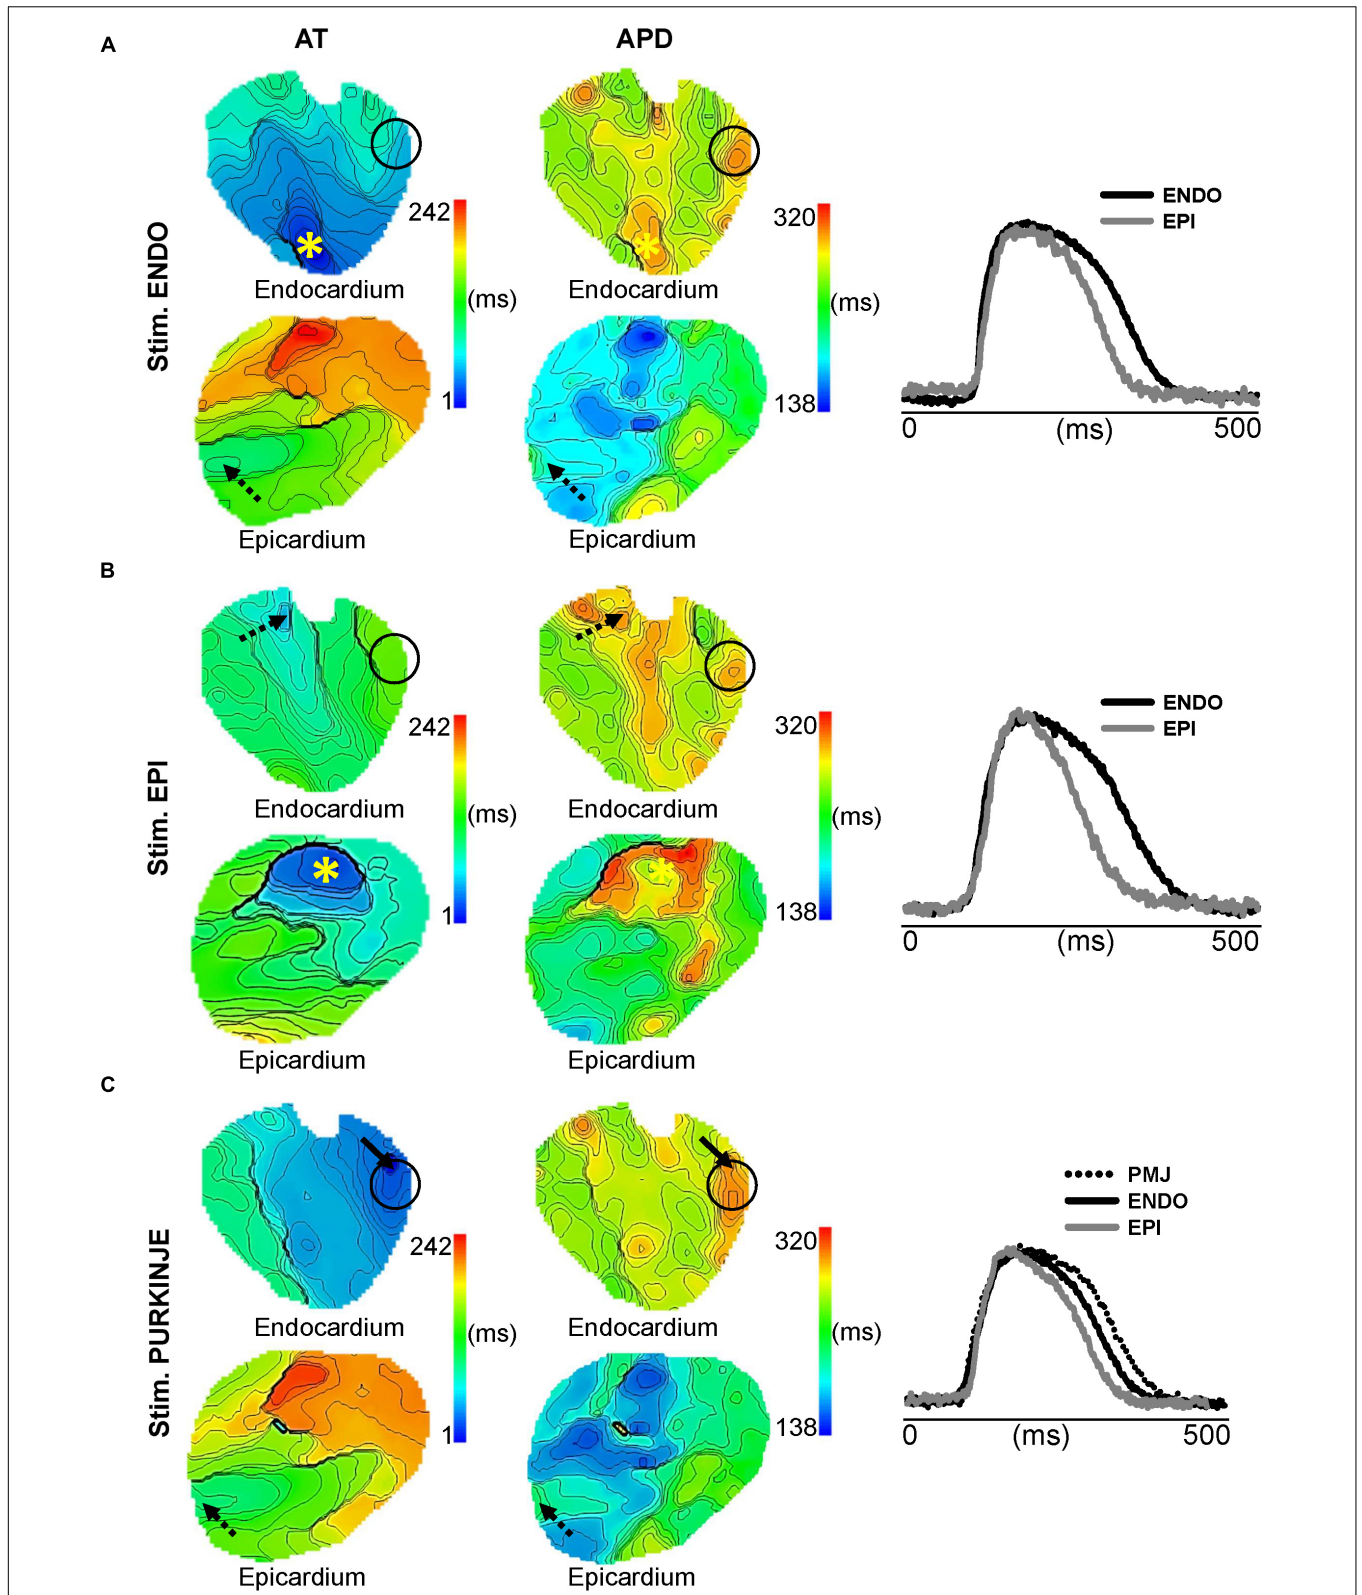 A
AT
APD
Stim. ENDO
242
1
(ms)
Endocardium
Epicardium
320
138
(ms)
Endocardium
Epicardium
ENDO
EPI
0
(ms)
500
B
Stim. EPI
242
1
(ms)
Endocardium
Epicardium
320
138
(ms)
Endocardium
Epicardium
ENDO
EPI
0
(ms)
500
C
Stim. PURKINJE
242
1
(ms)
Endocardium
Epicardium
320
138
(ms)
Endocardium
Epicardium
PMJ
ENDO
EPI
0
(ms)
500